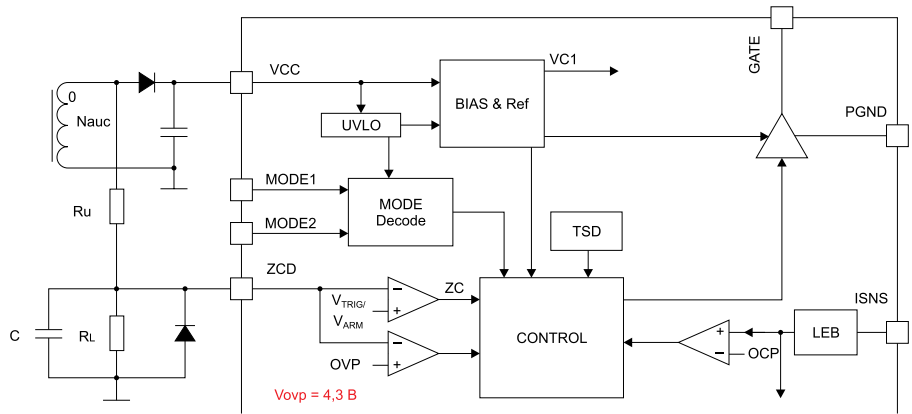 GATE
VCC
VC1
BIAS & Ref
0
Nauc
UVLO
PGND
MODE1
MODE
Decode
Ru
MODE2
TSD
ZCD
VTRIG/
VARM
ZC
ISNS
C
RL
CONTROL
LEB
OVP
OCP
Vovp = 4,3 В